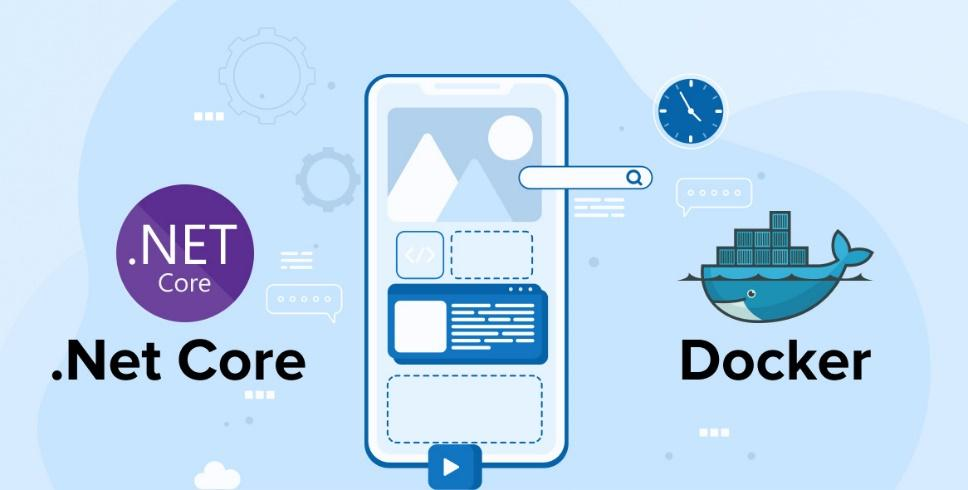 .NET
Core
.Net Core
</>
Docker